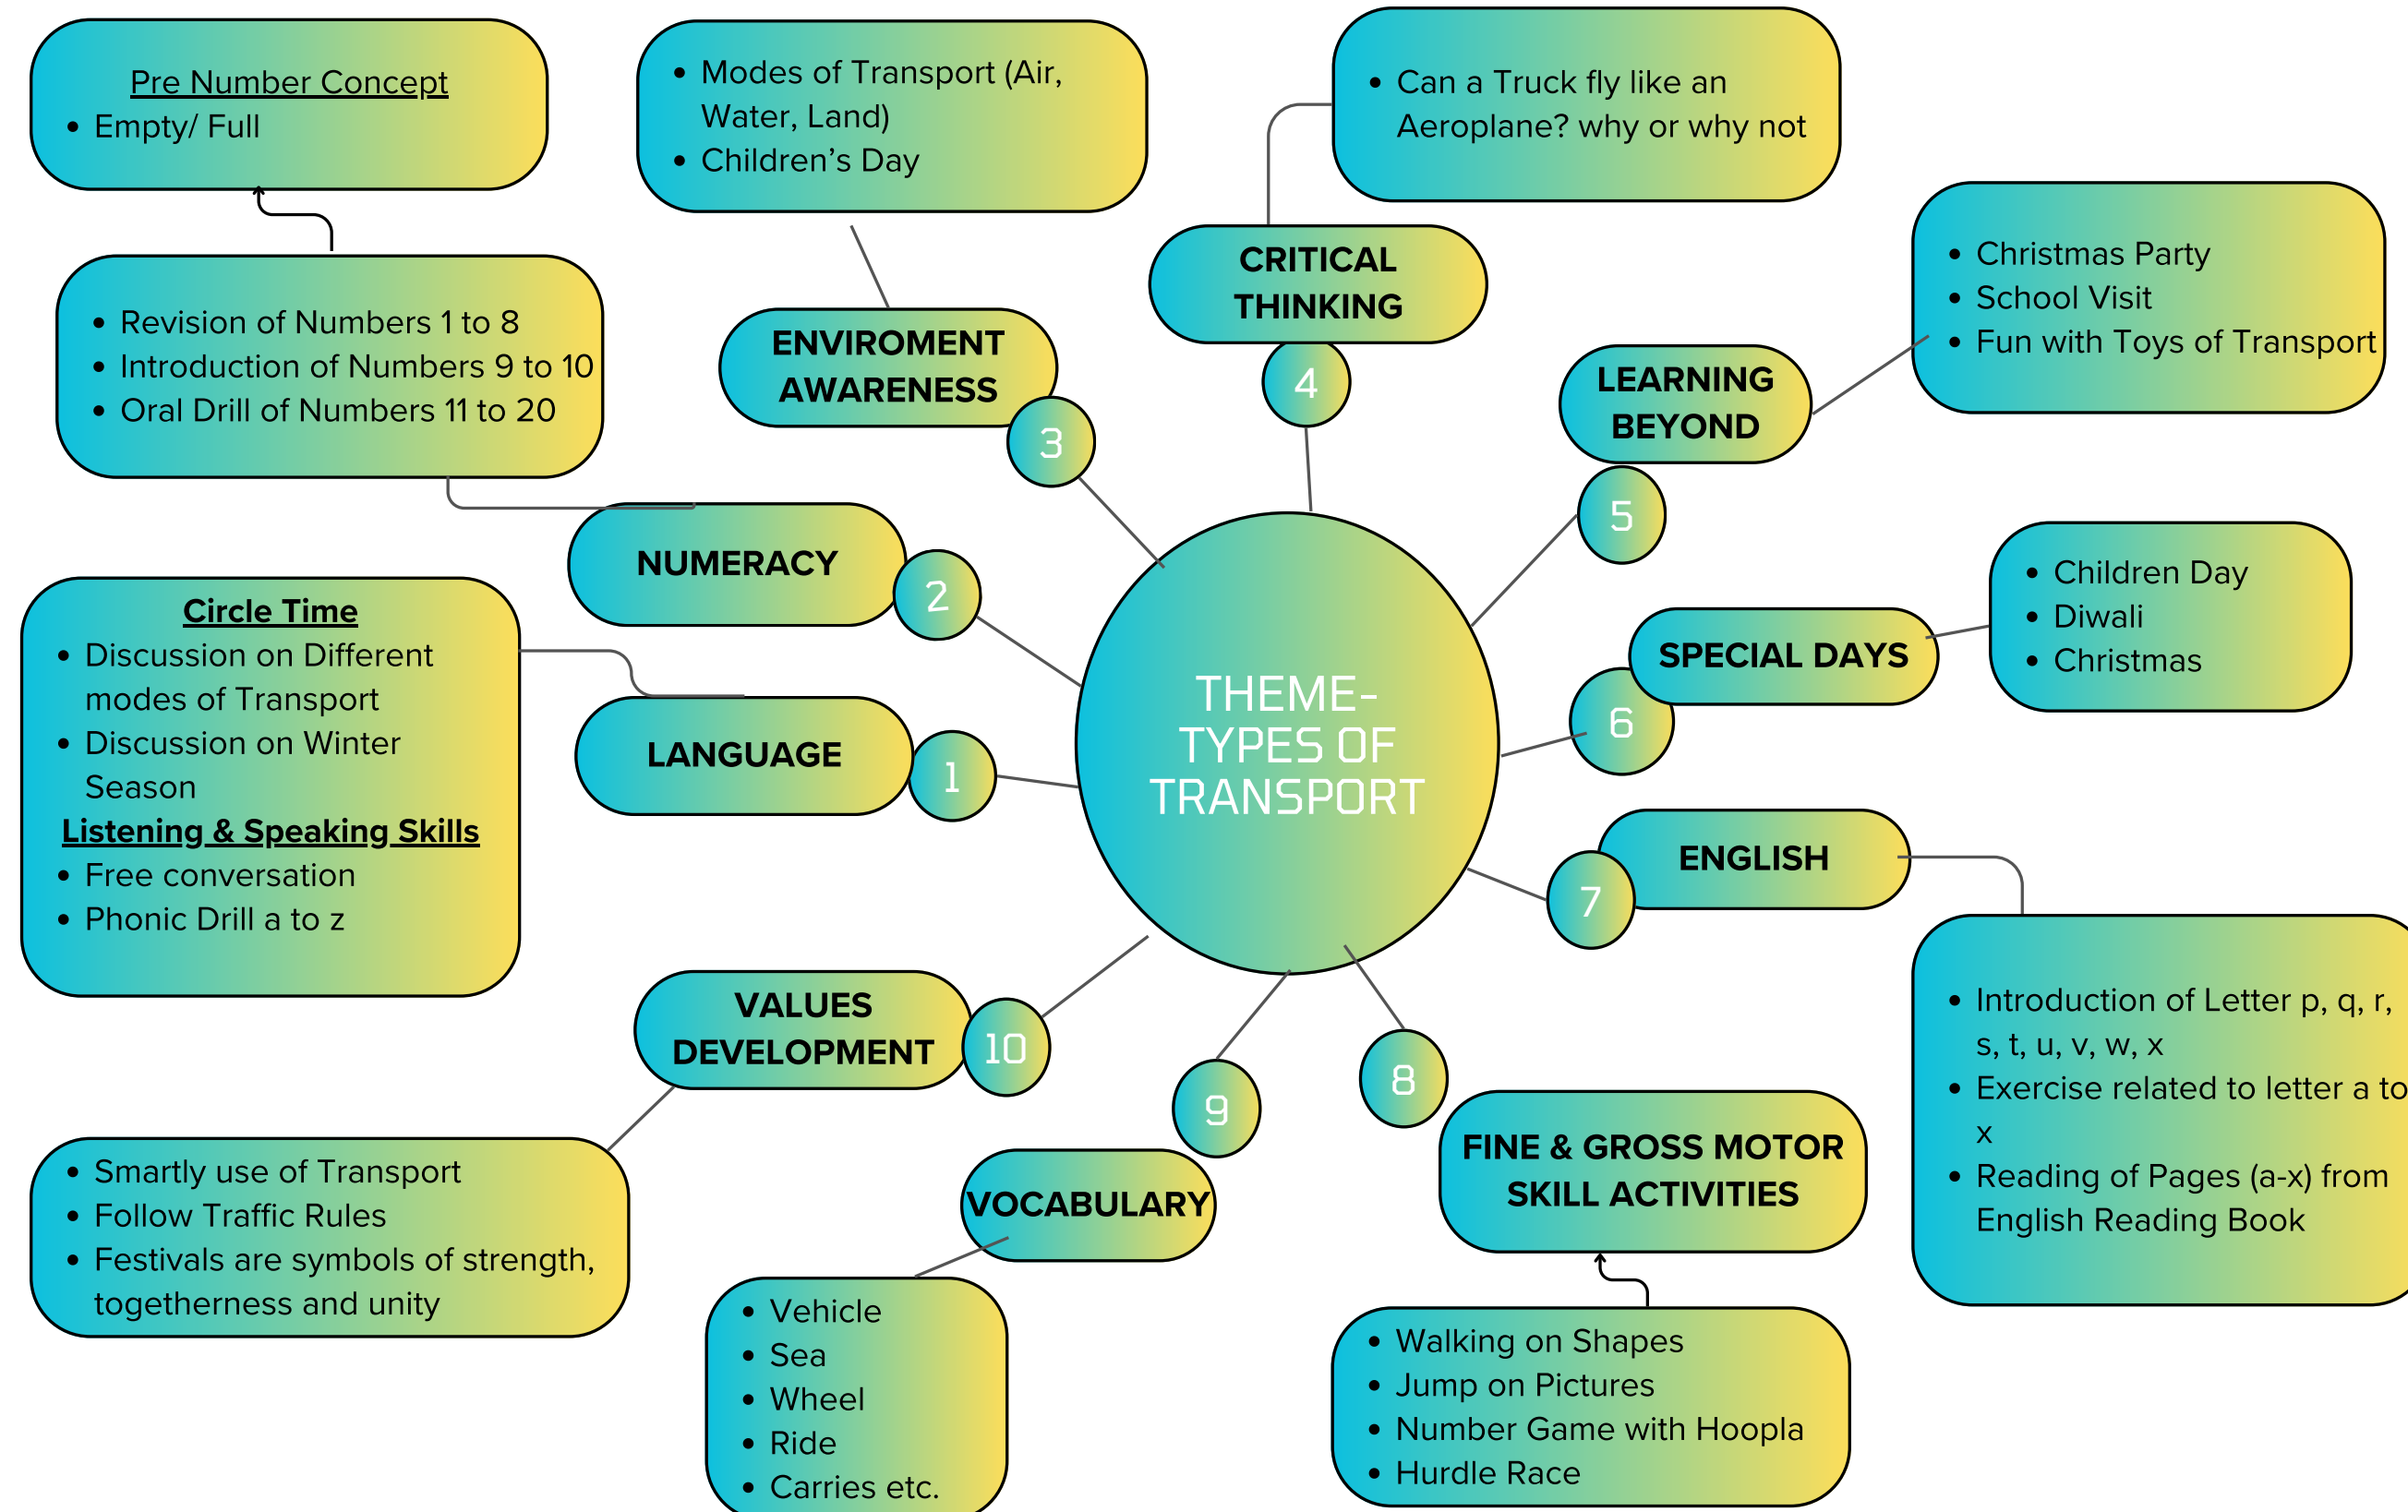 Pre Number Concept
• Empty/ Full
• Revision of Numbers 1 to 8
• Introduction of Numbers 9 to 10
• Oral Drill of Numbers 11 to 20
NUMERACY
2
• Modes of Transport (Air,
Water, Land)
• Children’s Day
ENVIROMENT
AWARENESS
3
• Can a Truck fly like an
Aeroplane? why or why not
CRITICAL
THINKING
4
• Christmas Party
• School Visit
• Fun with Toys of Transport
LEARNING
BEYOND
5
• Children Day
• Diwali
• Christmas
SPECIAL DAYS
6
THEME-
TYPES OF
TRANSPORT
Circle Time
• Discussion on Different
modes of Transport
• Discussion on Winter
Season
Listening & Speaking Skills
• Free conversation
• Phonic Drill a to z
LANGUAGE
1
ENGLISH
7
• Introduction of Letter p, q, r,
s, t, u, v, w, x
• Exercise related to letter a to
x
• Reading of Pages (a-x) from
English Reading Book
VALUES
DEVELOPMENT
10
• Smartly use of Transport
• Follow Traffic Rules
• Festivals are symbols of strength,
togetherness and unity
9
VOCABULARY
• Vehicle
• Sea
• Wheel
• Ride
• Carries etc.
8
FINE & GROSS MOTOR
SKILL ACTIVITIES
• Walking on Shapes
• Jump on Pictures
• Number Game with Hoopla
• Hurdle Race